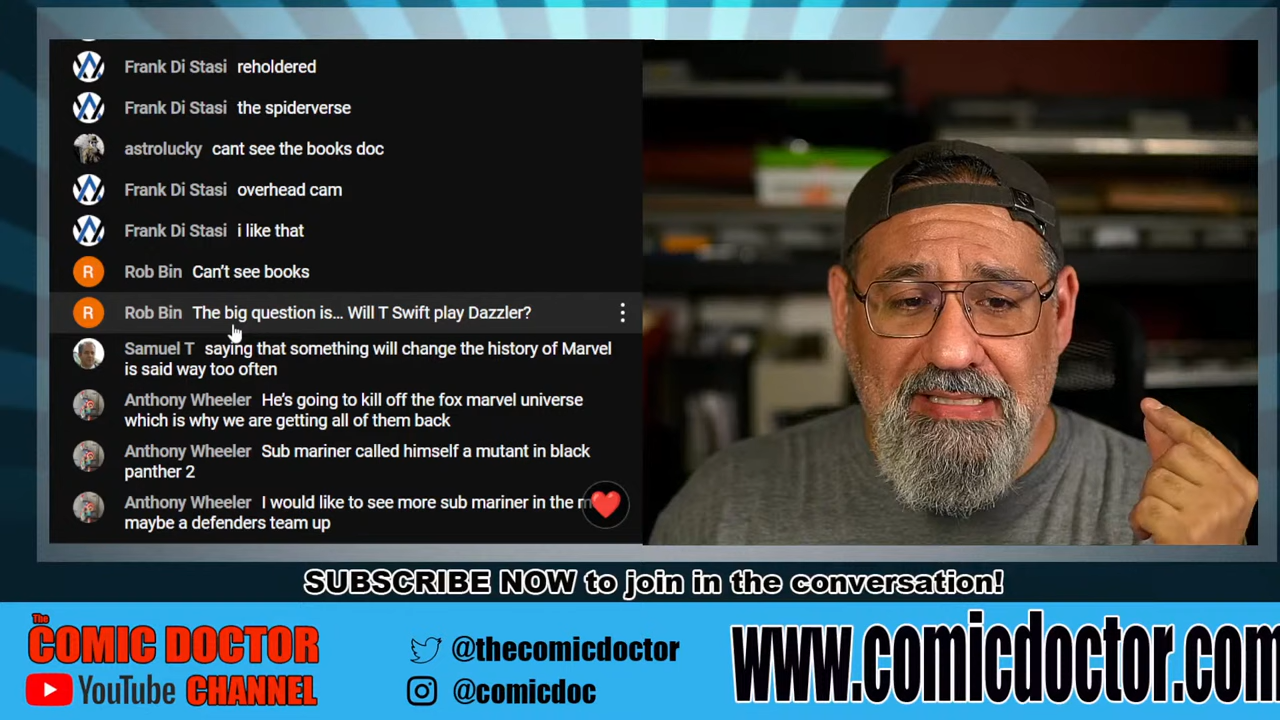 Frank Di Stasi reholdered
Frank Di Stasi the spiderverse
astrolucky cant see the books doc
Frank Di Stasi overhead cam
Frank Di Stasi i like that
R Rob Bin Can't see books
R Rob Bin The big question is... Will T Swift play Dazzler?
Samuel T saying that something will change the history of Marvel
is said way too often
Anthony Wheeler He's going to kill off the fox marvel universe
which is why we are getting all of them back
Anthony Wheeler Sub mariner called himself a mutant in black
panther 2
Anthony Wheeler I would like to see more sub mariner in the
maybe a defenders team up
SUBSCRIBE NOW to join in the conversation!
The
COMIC DOCTOR
YouTube CHANNEL
@thecomicdoctor
@comicdoc
www.comicdoctor.com